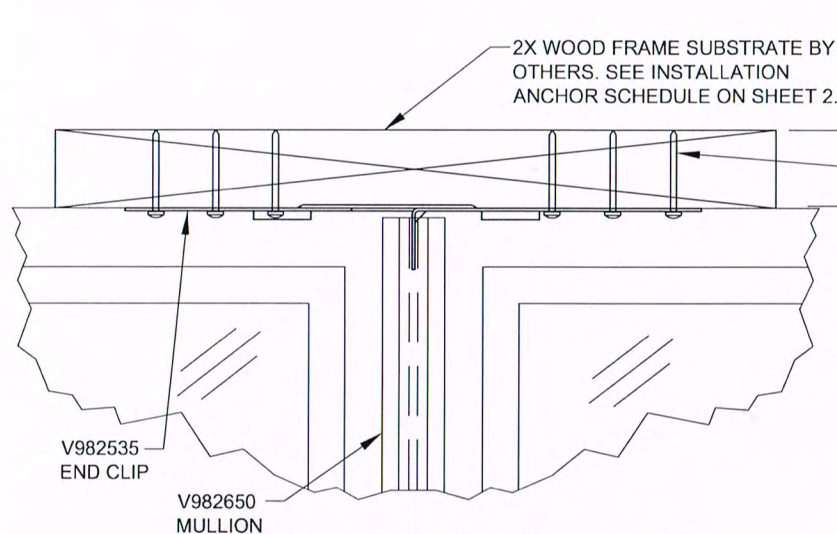 2X WOOD FRAME SUBSTRATE BY
OTHERS. SEE INSTALLATION
ANCHOR SCHEDULE ON SHEET 2.
V982535
END CLIP
V982650
MULLION